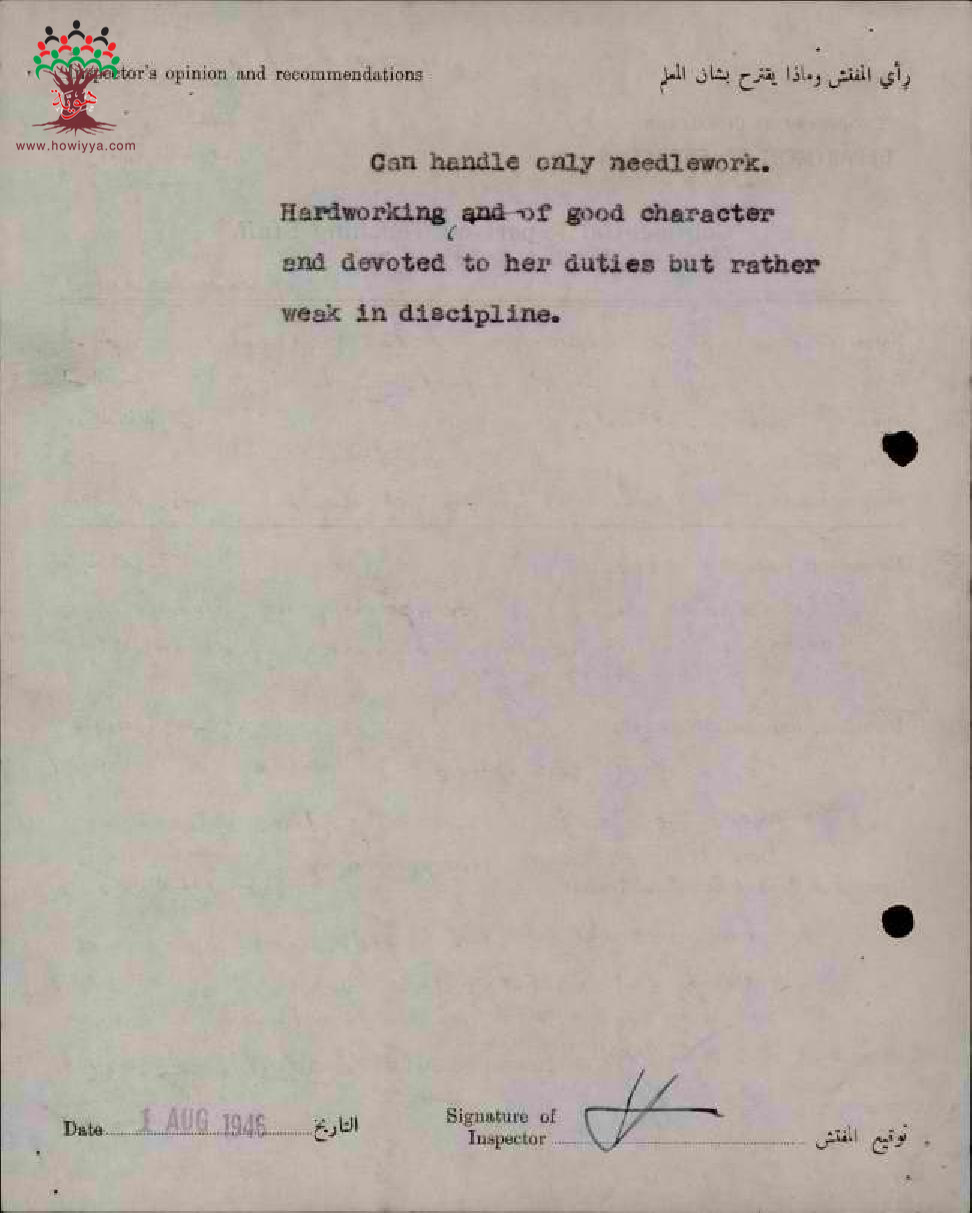 Inspector's opinion and recommendations
رأي المفتش وماذا يقترح بشان المعلم
www.howiyya.com
Can handle only needlework.
Hardworking, and of good character
and devoted to her duties but rather
weak in discipline.
Date 1 AUG 1946 التاريخ
Signature of
Inspector توقيع المفتش